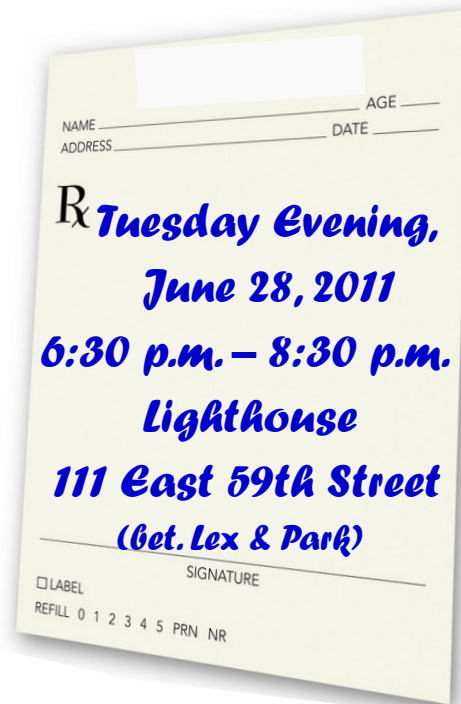 NAME AGE
ADDRESS DATE
Rx Tuesday Evening,
June 28, 2011
6:30 p.m. – 8:30 p.m.
Lighthouse
111 East 59th Street
(bet. Lex & Park)
SIGNATURE
LABEL
REFILL 0 1 2 3 4 5 PRN NR